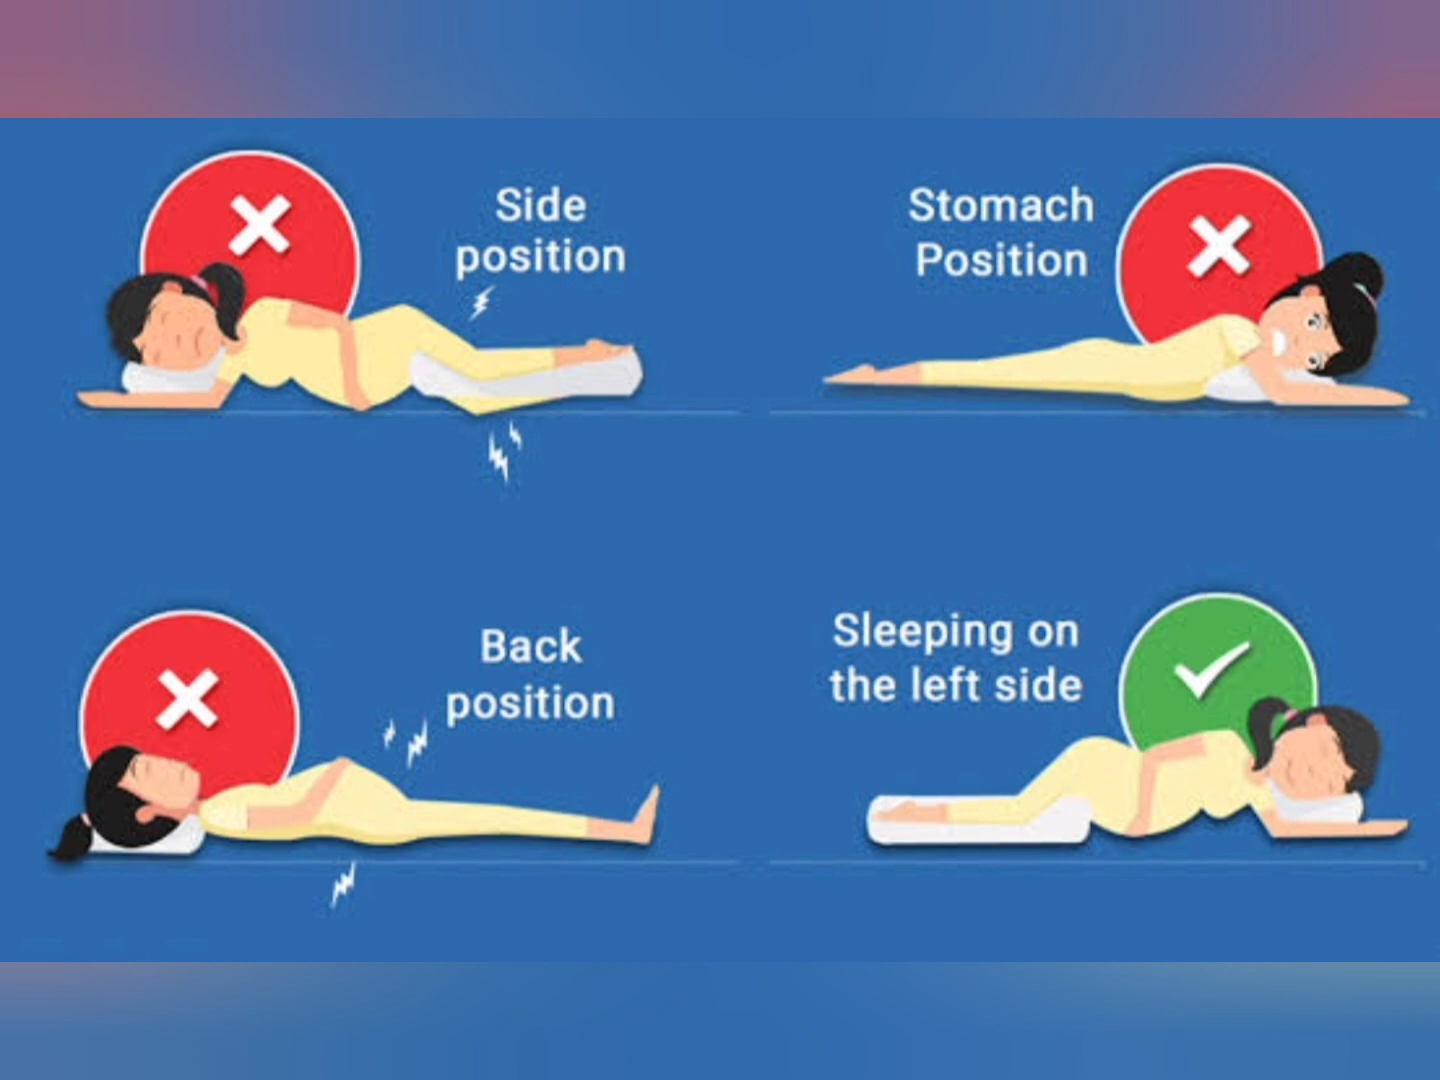 Side
position
Stomach
Position
Back
position
Sleeping on
the left side